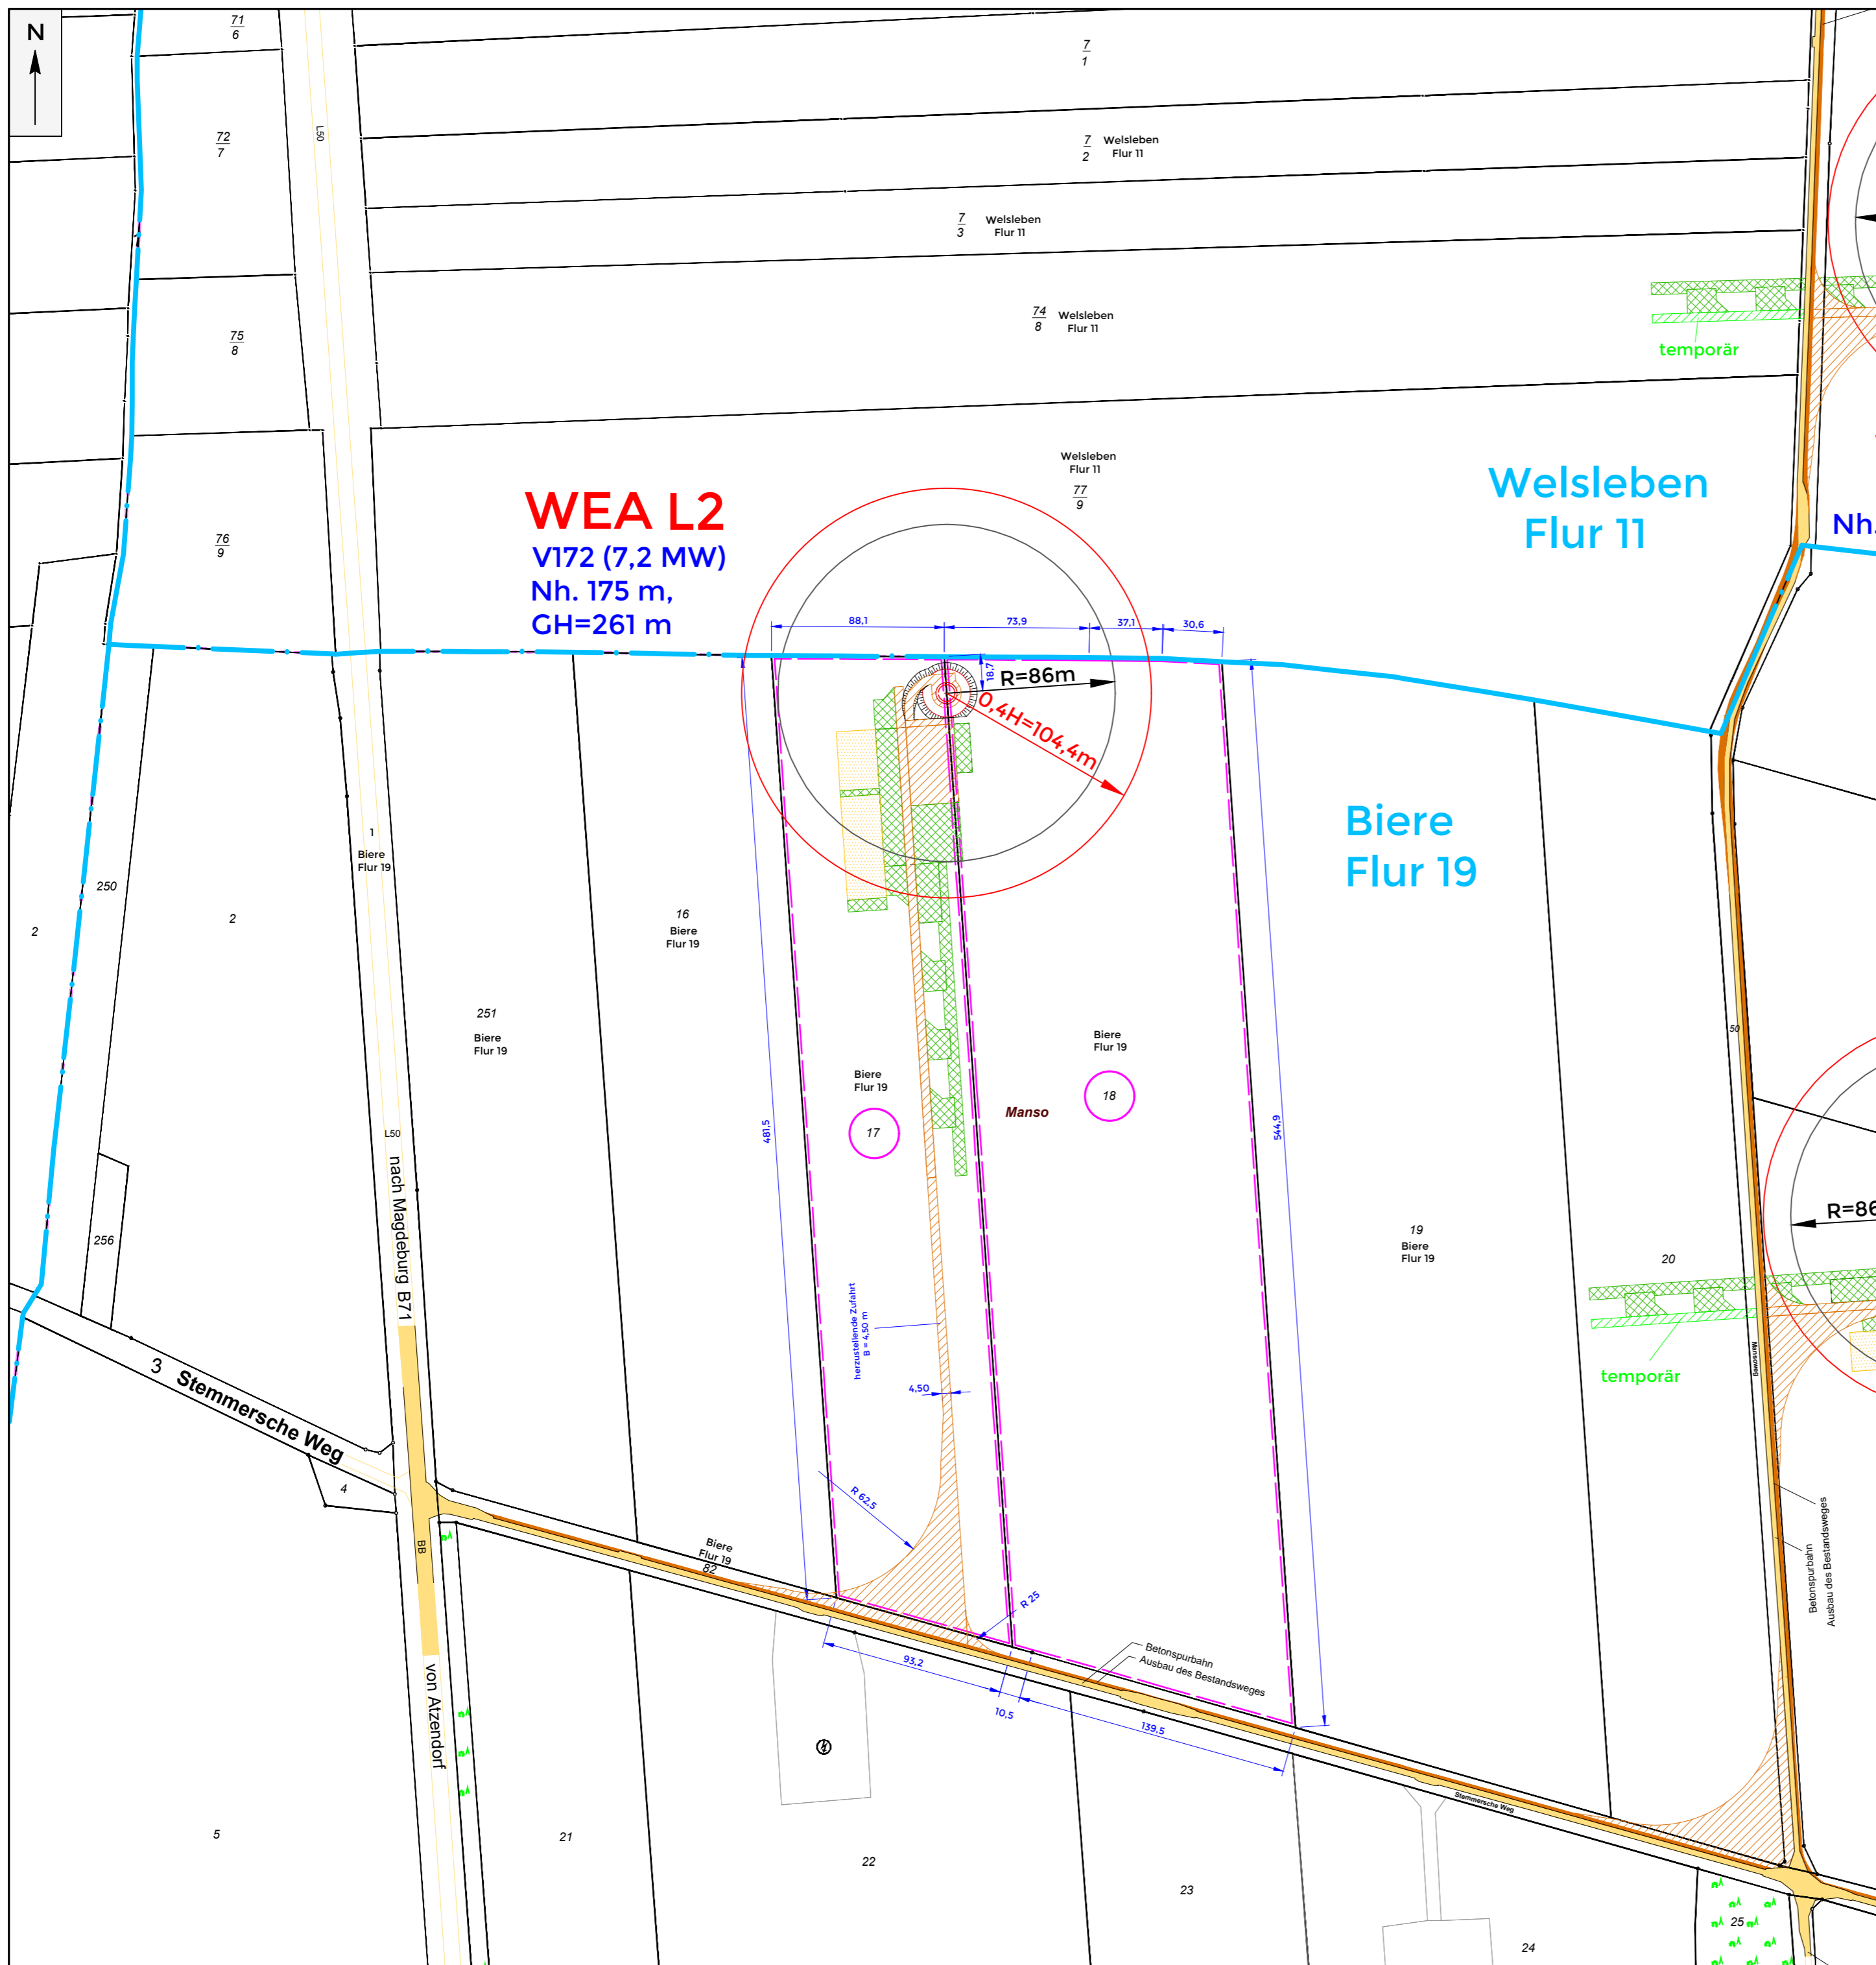 N
71
6
7
1
L50
72
7
7
2
Welsleben
Flur 11
7
3
Welsleben
Flur 11
74
8
Welsleben
Flur 11
75
8
temporär
Welsleben
Flur 11
77
9
WEA L2
V172 (7,2 MW)
Nh. 175 m,
GH=261 m
Welsleben
Flur 11
Nh.
76
9
88,1
73,9
37,1
30,6
18,7
R=86m
0,4H=104,4m
Biere
Flur 19
1
Biere
Flur 19
250
2
2
16
Biere
Flur 19
251
Biere
Flur 19
50
Biere
Flur 19
18
Biere
Flur 19
17
Manso
481,5
544,9
L50
nach Magdeburg B71
256
19
Biere
Flur 19
20
R=86
herzustellende Zufahrt
B = 4,50 m
4,50
Mansoweg
temporär
3 Stemmersche Weg
4
R 62,5
BB
Biere
Flur 19
82
Betonspurbahn
Ausbau des Bestandsweges
R 25
93,2
10,5
139,5
Betonspurbahn
Ausbau des Bestandsweges
von Atzendorf
Stemmersche Weg
5
21
22
23
24
25